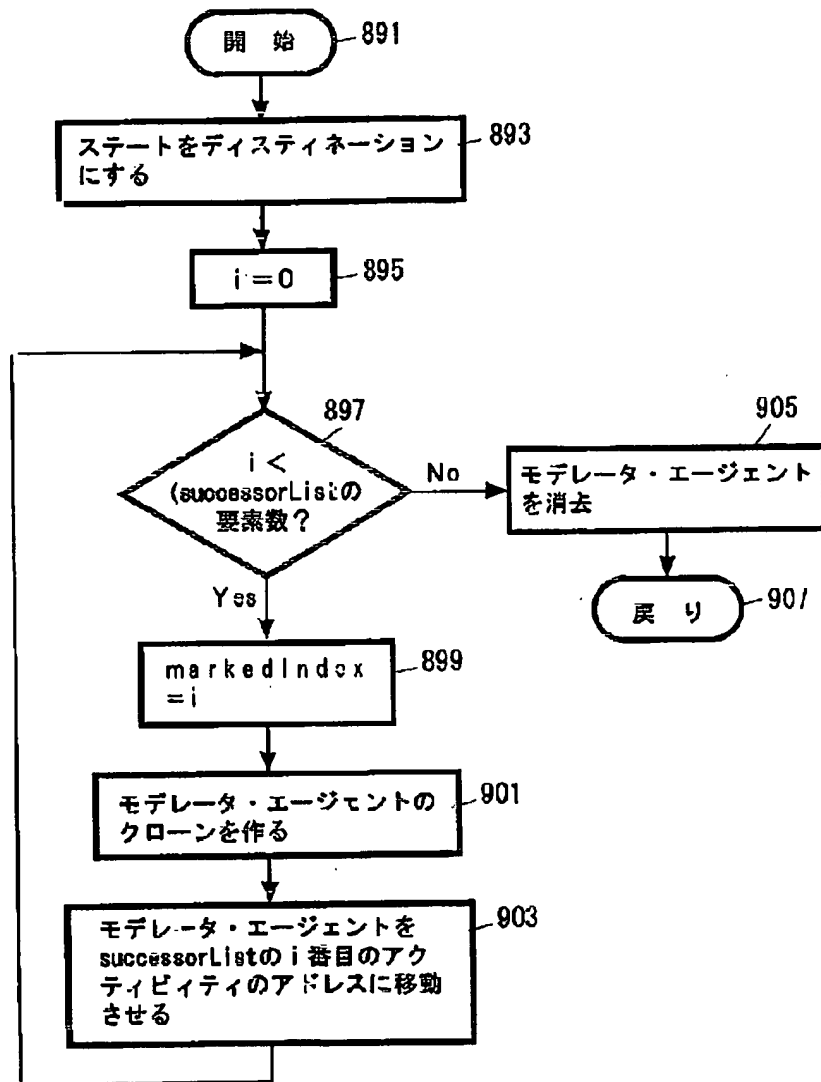 開 始
891
ステートをディスティネーション
にする
893
i=0
895
897
i <
(successorListの
要素数?
No
905
モデレータ・エージェント
を消去
戻 り
907
Yes
markedIndex
=i
899
モデレータ・エージェントの
クローンを作る
901
モデレータ・エージェントを
successorListの i 番目のアク
ティビィティのアドレスに移動
させる
903